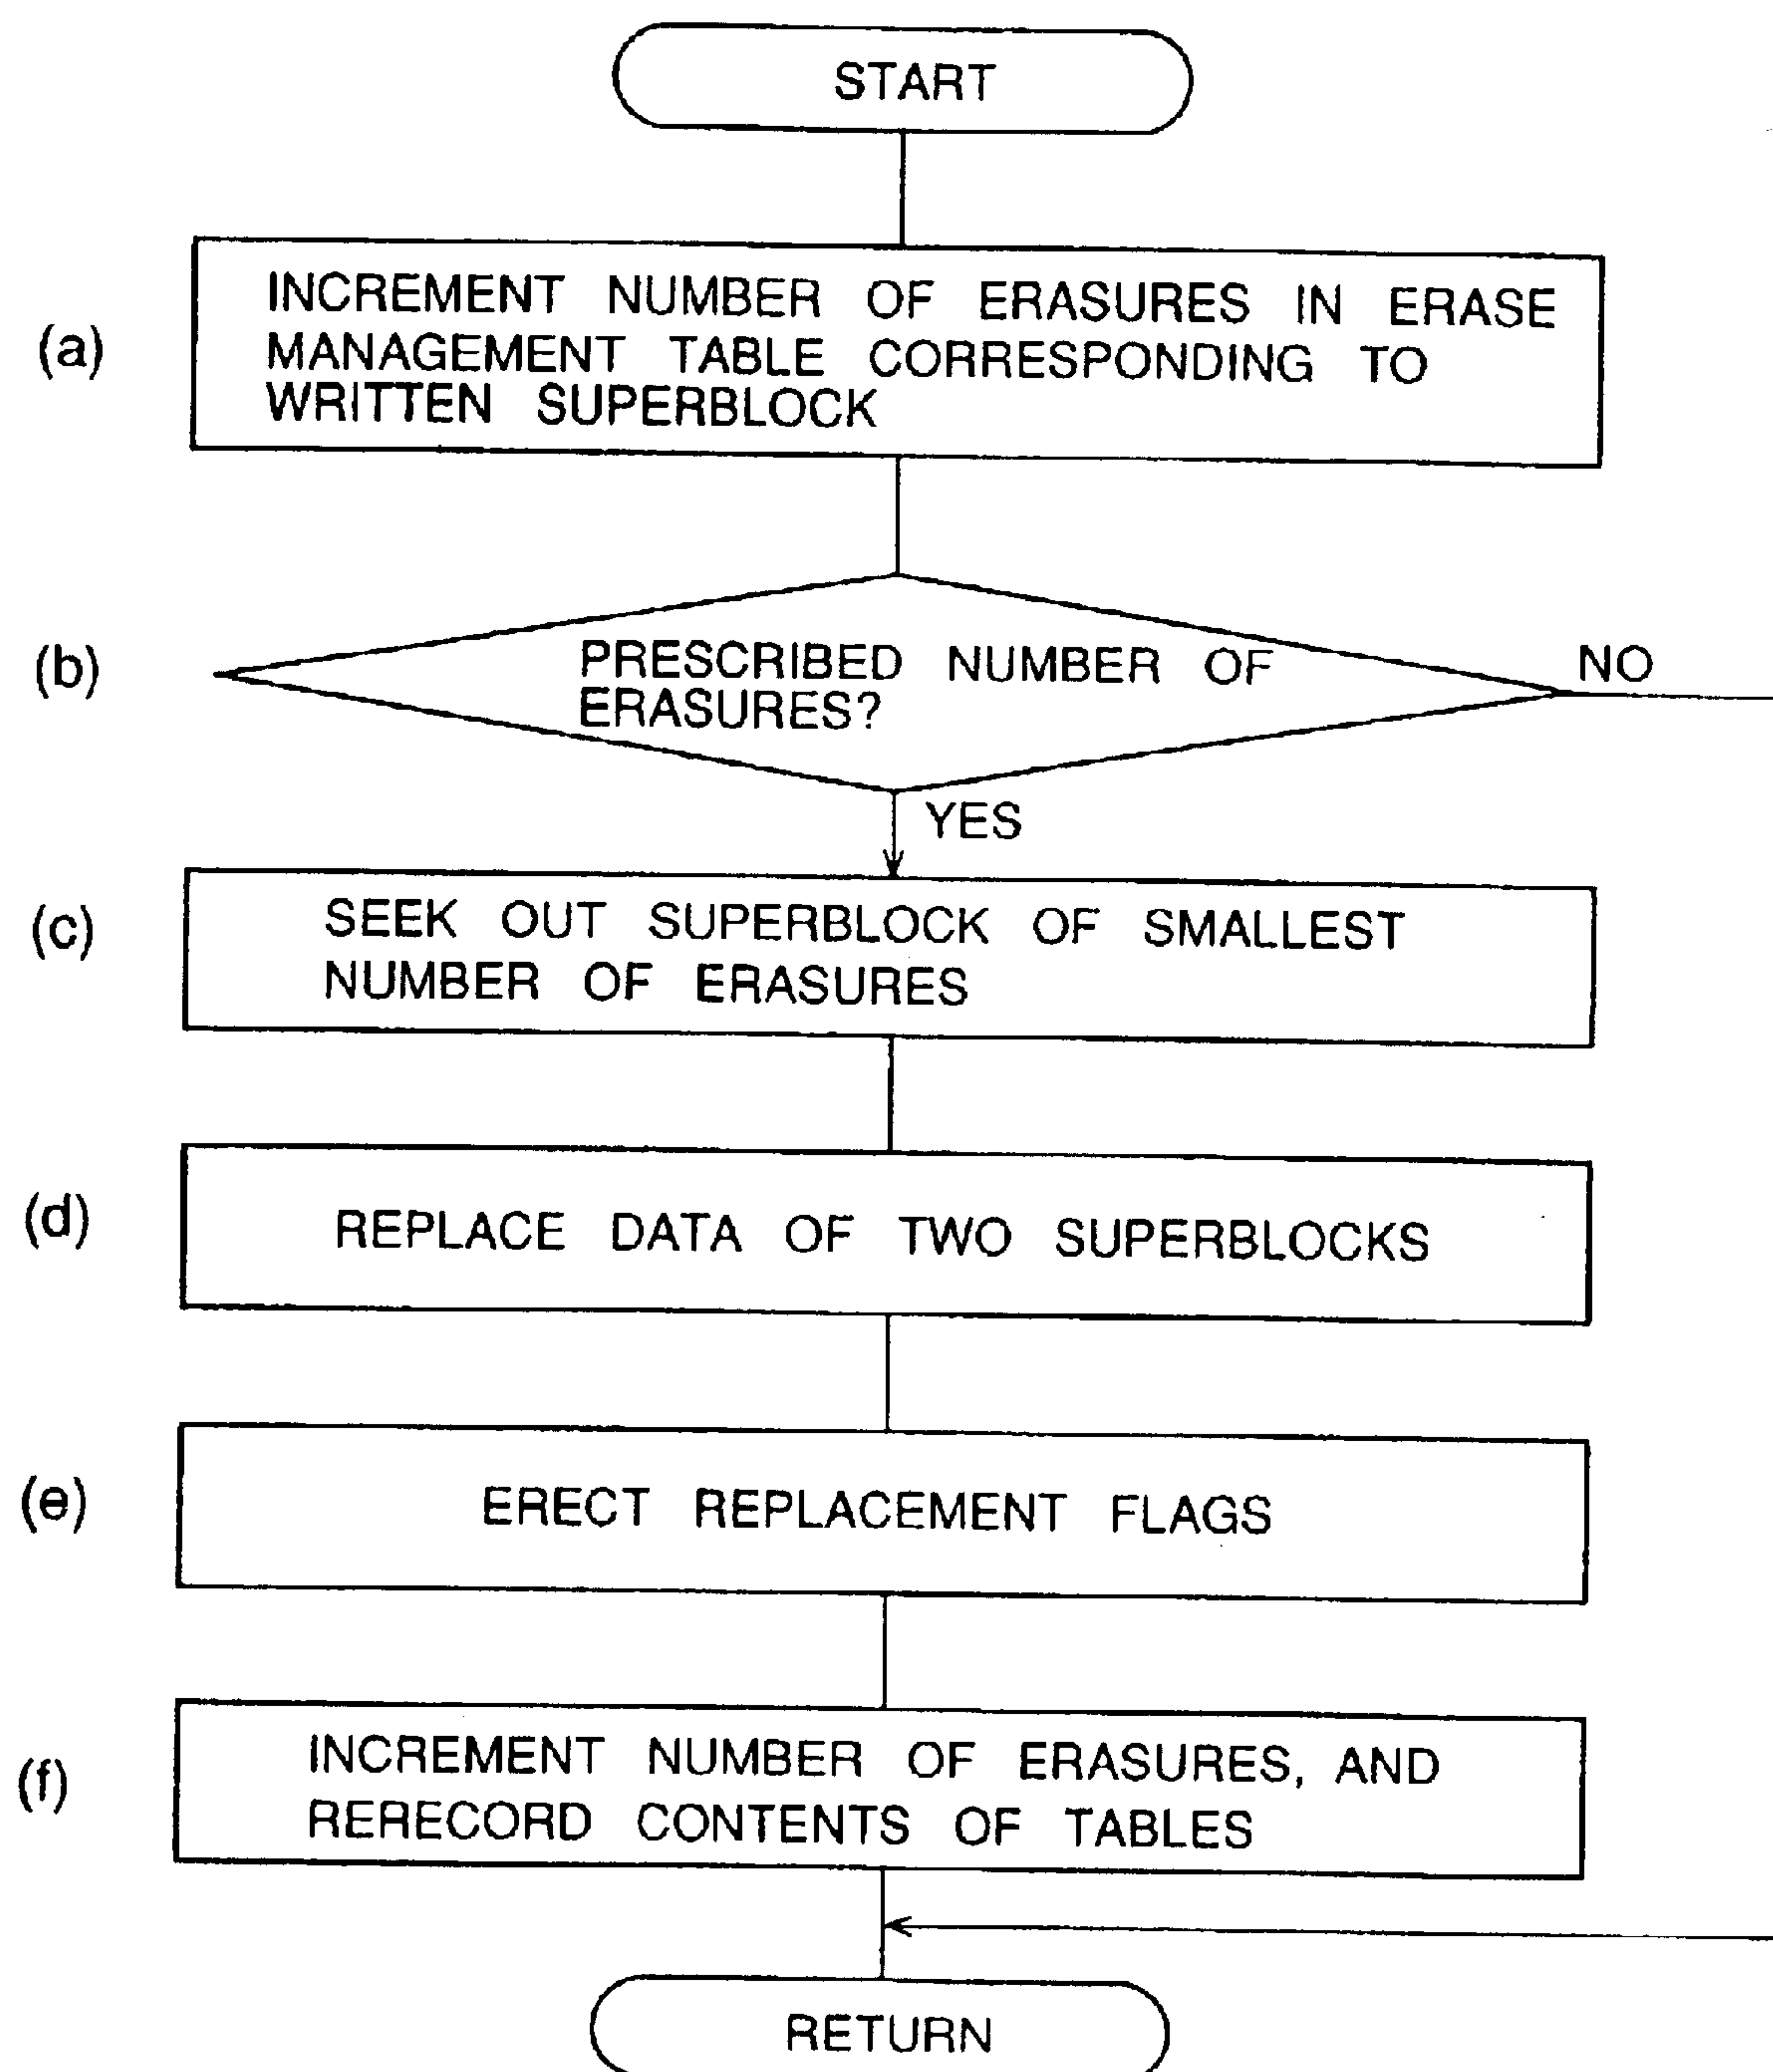 START
(a)
INCREMENT NUMBER OF ERASURES IN ERASE
MANAGEMENT TABLE CORRESPONDING TO
WRITTEN SUPERBLOCK
(b)
PRESCRIBED NUMBER OF
ERASURES?
NO
YES
(c)
SEEK OUT SUPERBLOCK OF SMALLEST
NUMBER OF ERASURES
(d)
REPLACE DATA OF TWO SUPERBLOCKS
(e)
ERECT REPLACEMENT FLAGS
(f)
INCREMENT NUMBER OF ERASURES, AND
RERECORD CONTENTS OF TABLES
RETURN